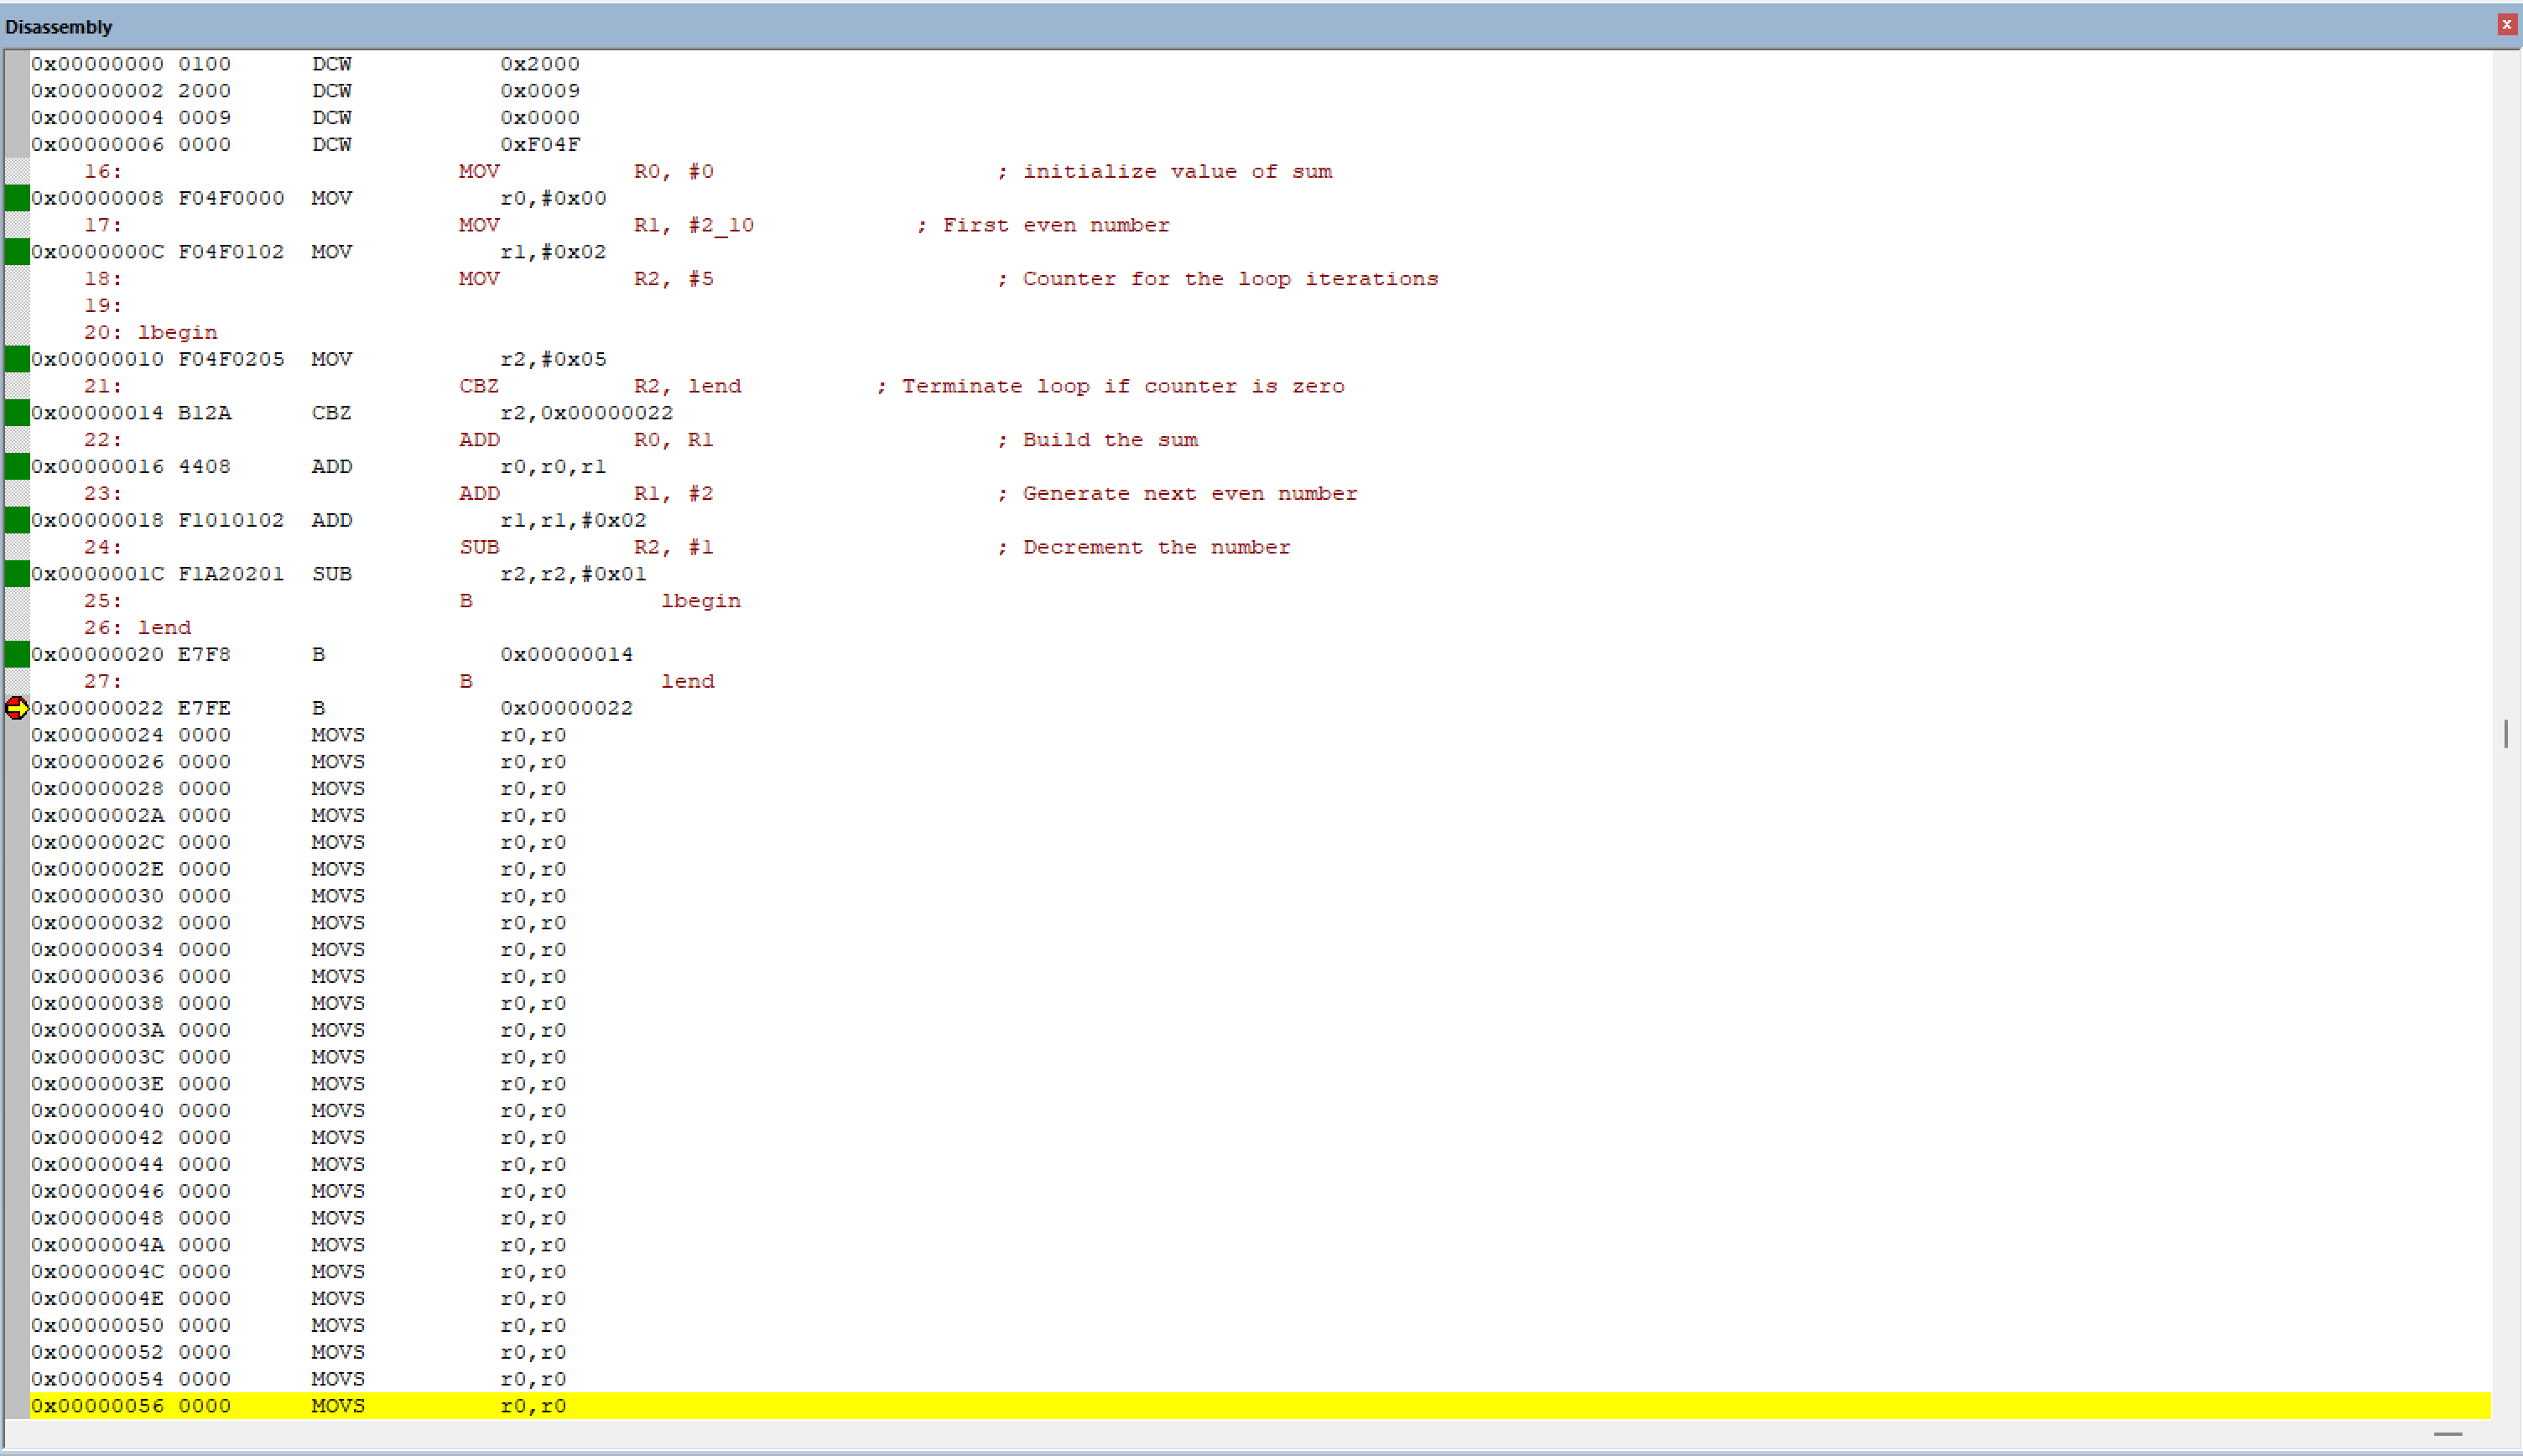 Disassembly
x
0x00000000 0100 DCW 0x2000
0x00000002 2000 DCW 0x0009
0x00000004 0009 DCW 0x0000
0x00000006 0000 DCW 0xF04F
16: MOV R0, #0 ; initialize value of sum
0x00000008 F04F0000 MOV r0,#0x00
17: MOV R1, #2_10 ; First even number
0x0000000C F04F0102 MOV r1,#0x02
18: MOV R2, #5 ; Counter for the loop iterations
19:
20: lbegin
0x00000010 F04F0205 MOV r2,#0x05
21: CBZ R2, lend ; Terminate loop if counter is zero
0x00000014 B12A CBZ r2,0x00000022
22: ADD R0, R1 ; Build the sum
0x00000016 4408 ADD r0,r0,r1
23: ADD R1, #2 ; Generate next even number
0x00000018 F1010102 ADD r1,r1,#0x02
24: SUB R2, #1 ; Decrement the number
0x0000001C F1A20201 SUB r2,r2,#0x01
25: B lbegin
26: lend
0x00000020 E7F8 B 0x00000014
27: B lend
0x00000022 E7FE B 0x00000022
0x00000024 0000 MOVS r0,r0
0x00000026 0000 MOVS r0,r0
0x00000028 0000 MOVS r0,r0
0x0000002A 0000 MOVS r0,r0
0x0000002C 0000 MOVS r0,r0
0x0000002E 0000 MOVS r0,r0
0x00000030 0000 MOVS r0,r0
0x00000032 0000 MOVS r0,r0
0x00000034 0000 MOVS r0,r0
0x00000036 0000 MOVS r0,r0
0x00000038 0000 MOVS r0,r0
0x0000003A 0000 MOVS r0,r0
0x0000003C 0000 MOVS r0,r0
0x0000003E 0000 MOVS r0,r0
0x00000040 0000 MOVS r0,r0
0x00000042 0000 MOVS r0,r0
0x00000044 0000 MOVS r0,r0
0x00000046 0000 MOVS r0,r0
0x00000048 0000 MOVS r0,r0
0x0000004A 0000 MOVS r0,r0
0x0000004C 0000 MOVS r0,r0
0x0000004E 0000 MOVS r0,r0
0x00000050 0000 MOVS r0,r0
0x00000052 0000 MOVS r0,r0
0x00000054 0000 MOVS r0,r0
0x00000056 0000 MOVS r0,r0